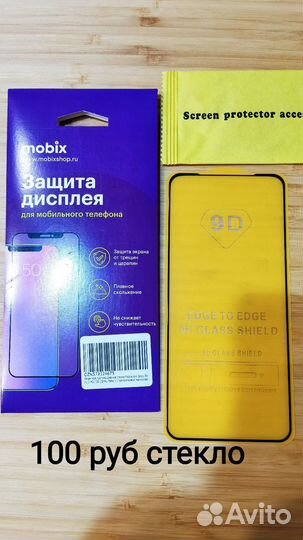 mobix
www.mobixshop.ru
Защита
дисплея
для мобильного телефона
Защита экрана
от трещин
и царапин
Плавное
скольжение
Не снижает
чувствительность
Screen protector acce
9D
EDGE TO EDGE
GLASS SHIELD
100 руб стекло
Avito